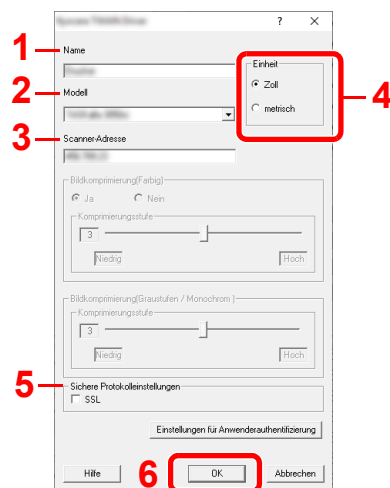 ? ×
1 Name
Einheit
Zoll
metrisch
4
2 Modell
3 Scanner-Adresse
Bildkomprimierung(Farbig)
Ja Nein
Komprimierungsstufe
3
Niedrig Hoch
Bildkomprimierung(Graustufen / Monochrom )
Komprimierungsstufe
3
Niedrig Hoch
5 Sichere Protokolleinstellungen
SSL
Einstellungen für Anwenderauthentifizierung
Hilfe 6 OK Abbrechen